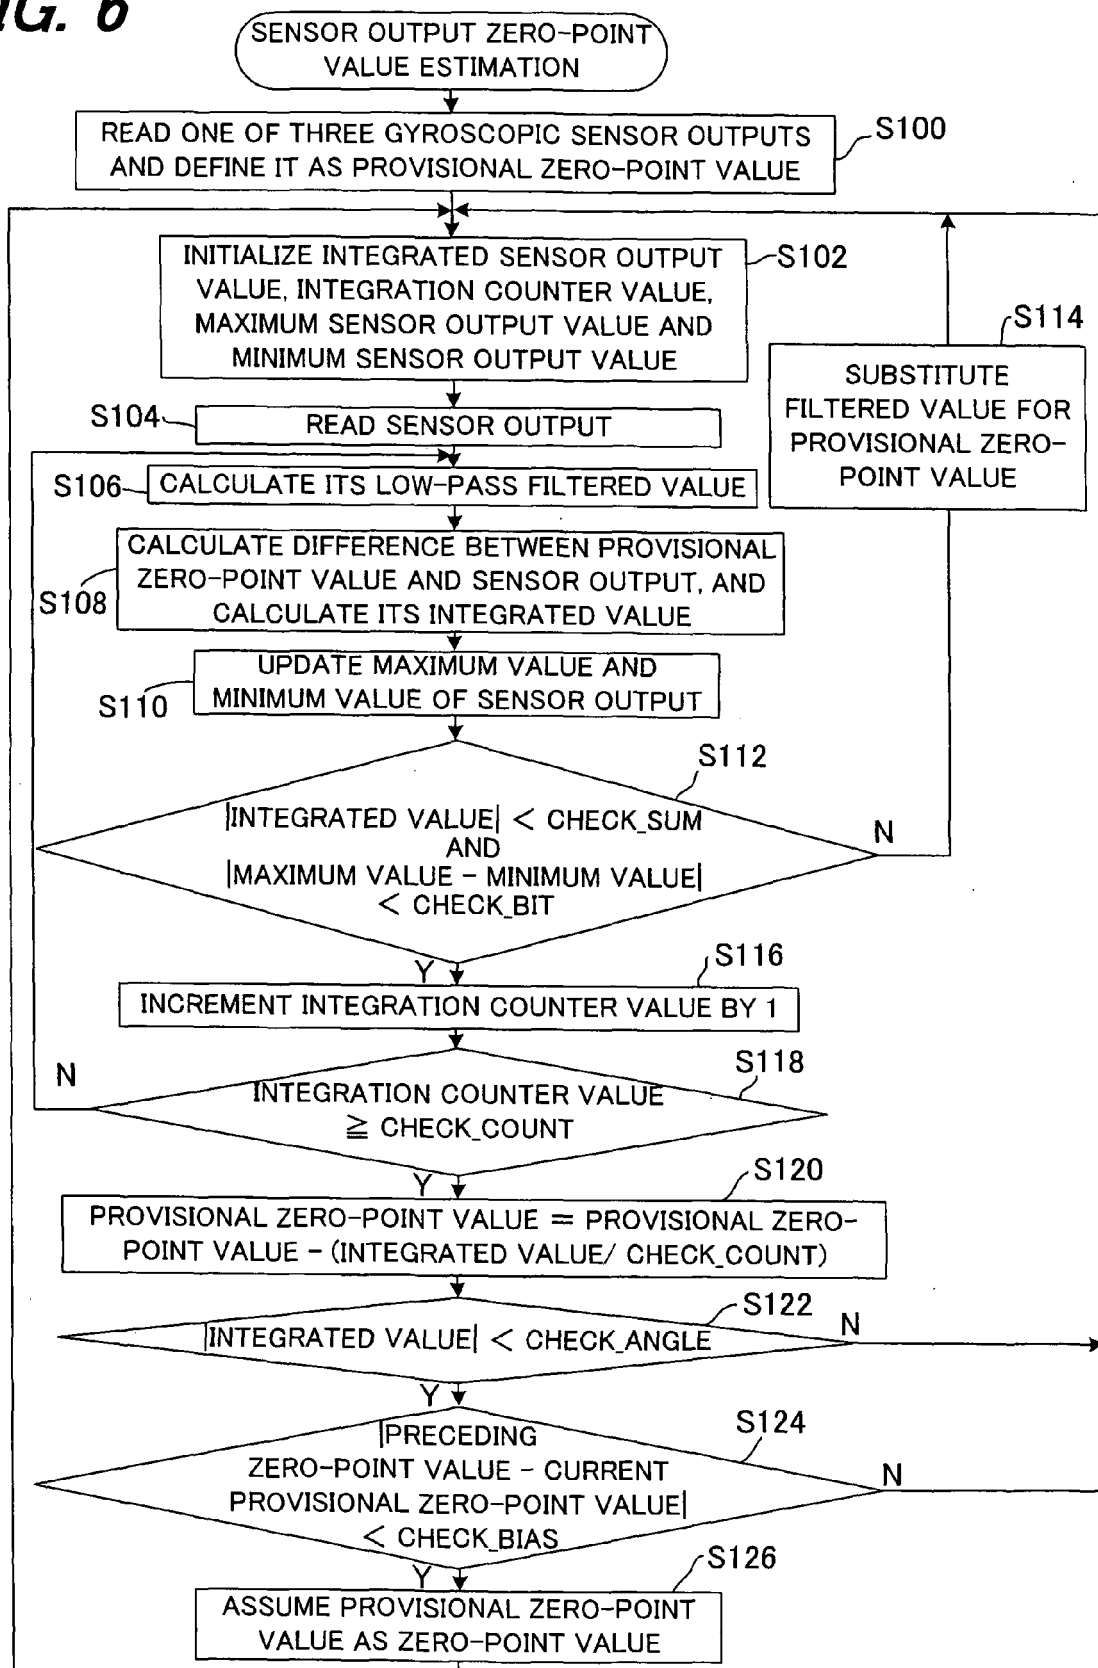 IG. 6
SENSOR OUTPUT ZERO-POINT
VALUE ESTIMATION
READ ONE OF THREE GYROSCOPIC SENSOR OUTPUTS
AND DEFINE IT AS PROVISIONAL ZERO-POINT VALUE
S100
INITIALIZE INTEGRATED SENSOR OUTPUT
VALUE, INTEGRATION COUNTER VALUE,
MAXIMUM SENSOR OUTPUT VALUE AND
MINIMUM SENSOR OUTPUT VALUE
S102
S114
SUBSTITUTE
FILTERED VALUE FOR
PROVISIONAL ZERO-
POINT VALUE
S104
READ SENSOR OUTPUT
S106
CALCULATE ITS LOW-PASS FILTERED VALUE
S108
CALCULATE DIFFERENCE BETWEEN PROVISIONAL
ZERO-POINT VALUE AND SENSOR OUTPUT, AND
CALCULATE ITS INTEGRATED VALUE
S110
UPDATE MAXIMUM VALUE AND
MINIMUM VALUE OF SENSOR OUTPUT
S112
|INTEGRATED VALUE| < CHECK_SUM
AND
|MAXIMUM VALUE - MINIMUM VALUE|
< CHECK_BIT
N
Y
S116
INCREMENT INTEGRATION COUNTER VALUE BY 1
S118
N
INTEGRATION COUNTER VALUE
≧ CHECK_COUNT
Y
S120
PROVISIONAL ZERO-POINT VALUE = PROVISIONAL ZERO-
POINT VALUE - (INTEGRATED VALUE/ CHECK_COUNT)
S122
|INTEGRATED VALUE| < CHECK_ANGLE
N
Y
S124
|PRECEDING
ZERO-POINT VALUE - CURRENT
PROVISIONAL ZERO-POINT VALUE|
< CHECK_BIAS
N
Y
S126
ASSUME PROVISIONAL ZERO-POINT
VALUE AS ZERO-POINT VALUE